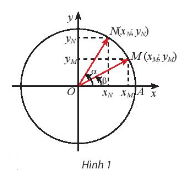 y
y_N N(x_N, y_N)
y_M M (x_M, y_M)
α β
O x_N x_M A x
Hình 1